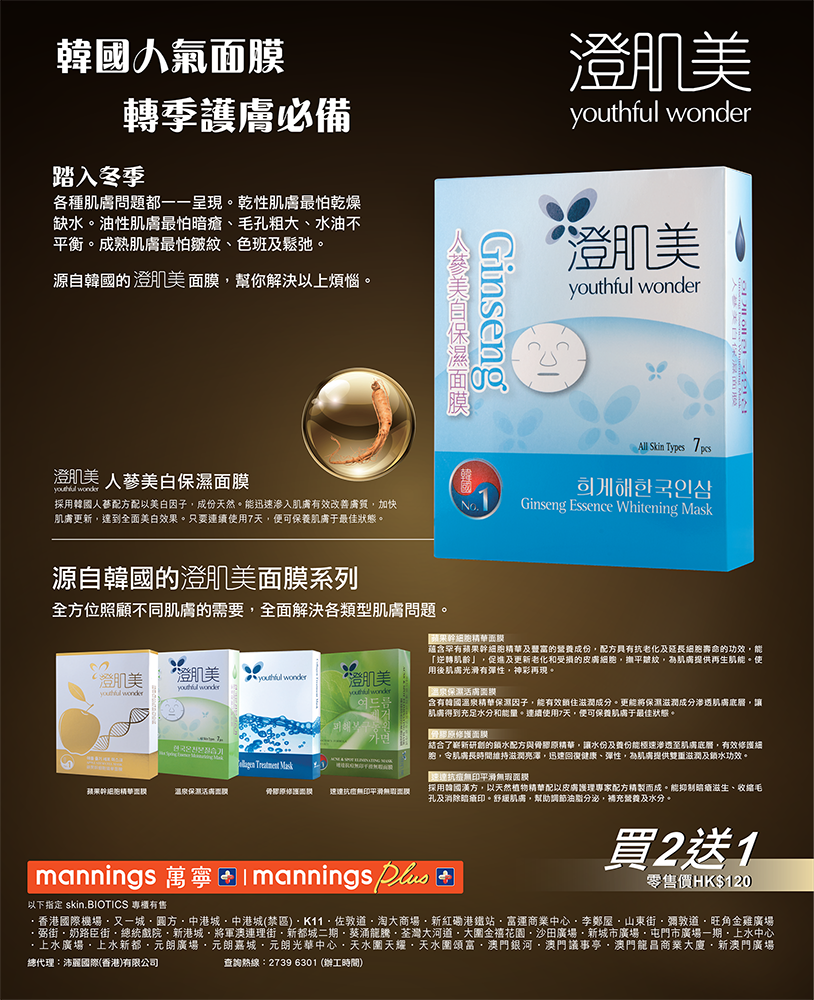 韓國人氣面膜
轉季護膚必備
澄肌美
youthful wonder
踏入冬季
各種肌膚問題都一一呈現。乾性肌膚最怕乾燥
缺水。油性肌膚最怕暗瘡、毛孔粗大、水油不
平衡。成熟肌膚最怕皺紋、色班及鬆弛。
源自韓國的 澄肌美 面膜，幫你解決以上煩惱。
澄肌美
youthful wonder
Ginseng
人蔘美白保濕面膜
All Skin Types 7pcs
韓國
No.1
희게해한국인삼
Ginseng Essence Whitening Mask
澄肌美 人蔘美白保濕面膜
youthful wonder
採用韓國人蔘配方配以美白因子，成份天然。能迅速滲入肌膚有效改善膚質，加快
肌膚更新，達到全面美白效果。只要連續使用7天，便可保養肌膚于最佳狀態。
源自韓國的澄肌美面膜系列
全方位照顧不同肌膚的需要，全面解決各類型肌膚問題。
澄肌美
youthful wonder
澄肌美
youthful wonder
youthful wonder
Collagen Treatment Mask
澄肌美
youthful wonder
ACNE & SPOT ELIMINATING MASK
速達抗痘無印平滑無瑕面膜
蘋果幹細胞精華面膜
溫泉保濕活膚面膜
骨膠原修護面膜
速達抗痘無印平滑無瑕面膜
蘋果幹細胞精華面膜
蘊含罕有蘋果幹細胞精華及豐富的營養成份，配方具有抗老化及延長細胞壽命的功效，能
「逆轉肌齡」，促進及更新老化和受損的皮膚細胞，撫平皺紋，為肌膚提供再生肌能。使
用後肌膚光滑有彈性，神彩再現。
溫泉保濕活膚面膜
含有韓國溫泉精華保濕因子，能有效鎖住滋潤成分。更能將保濕滋潤成分滲透肌膚底層，讓
肌膚得到充足水分和能量。連續使用7天，便可保養肌膚于最佳狀態。
骨膠原修護面膜
結合了嶄新研創的鎖水配方與骨膠原精華，讓水份及養份能極速滲透至肌膚底層，有效修護細
胞，令肌膚長時間維持滋潤亮澤，迅速回復健康、彈性，為肌膚提供雙重滋潤及鎖水功效。
速達抗痘無印平滑無瑕面膜
採用韓國漢方，以天然植物精華配以皮膚護理專家配方精製而成。能抑制暗瘡滋生、收縮毛
孔及消除暗瘡印。舒緩肌膚，幫助調節油脂分泌，補充營養及水分。
買2送1
零售價HK$120
mannings 萬寧 | mannings Plus
以下指定 skin.BIOTICS 專櫃有售
·香港國際機場·又一城·圓方·中港城·中港城(禁區)·K11·佐敦道·淘大商場·新紅磡港鐵站·富運商業中心·李鄭屋·山東街·彌敦道·旺角金雞廣場
·弼街·奶路臣街·總統戲院·新港城·將軍澳連理街·新都城二期·葵涌龍騰·荃灣大河道·大圍金禧花園·沙田廣場·新城市廣場·屯門市廣場一期·上水中心
·上水廣場·上水新都·元朗廣場·元朗嘉城·元朗光華中心·天水圍天耀·天水圍頌富·澳門銀河·澳門議事亭·澳門龍昌商業大廈·新澳門廣場
總代理：沛麗國際(香港)有限公司 查詢熱線：2739 6301 (辦工時間)